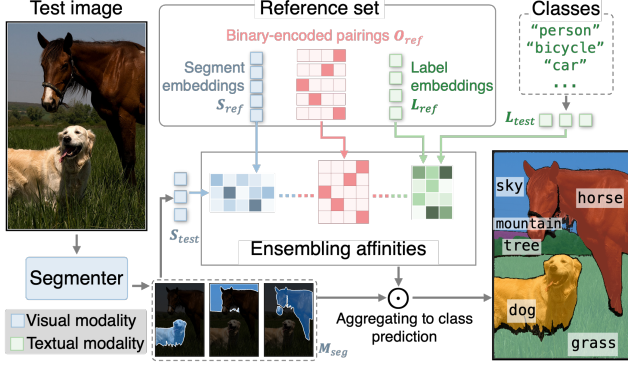 Test image
Reference set
Classes
Binary-encoded pairings O_ref
Segment
embeddings
S_ref
Label
embeddings
L_ref
"person"
"bicycle"
"car"
...
L_test
S_test
Ensembling affinities
Segmenter
M_seg
Aggregating to class
prediction
Visual modality
Textual modality
sky
horse
mountain
tree
dog
grass